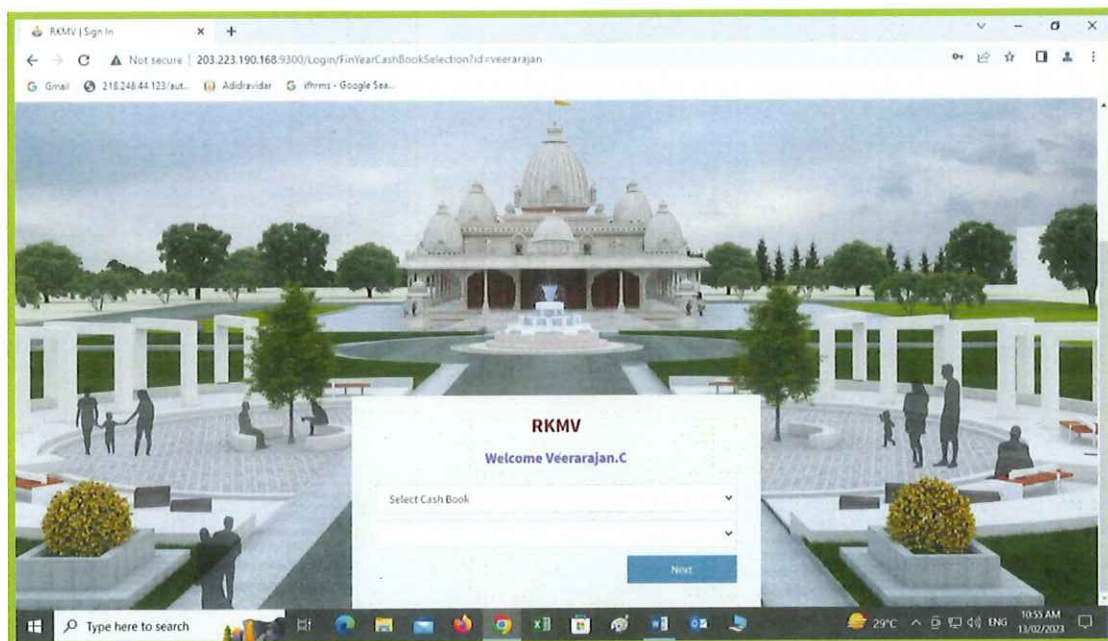 RKMV | Sign In
Not secure | 203.223.190.168:9300/Login/FinYearCashBookSelection?id=veerarajan
Gmail 218.248.44.123/aut... Adidravidar ifhrms - Google Sea...
RKMV
Welcome Veerarajan.C
Select Cash Book
Next
Type here to search 29°C ENG 10:55 AM
13/02/2023